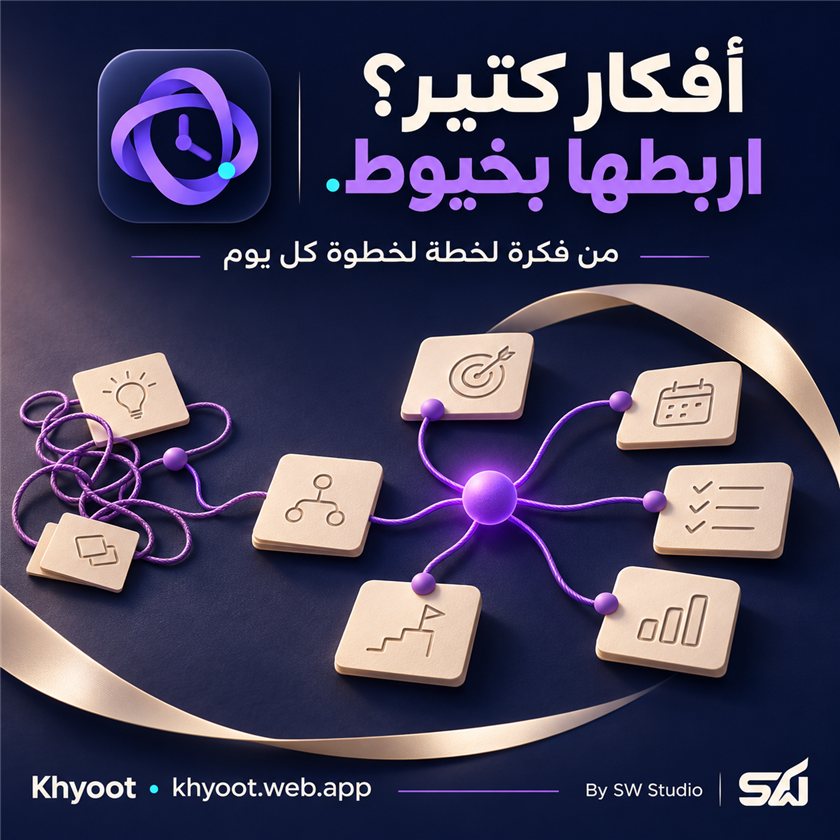 أفكار كتير؟
اربطها بخيوط.
من فكرة لخطة لخطوة كل يوم
Khyoot • khyoot.web.app
By SW Studio
SW